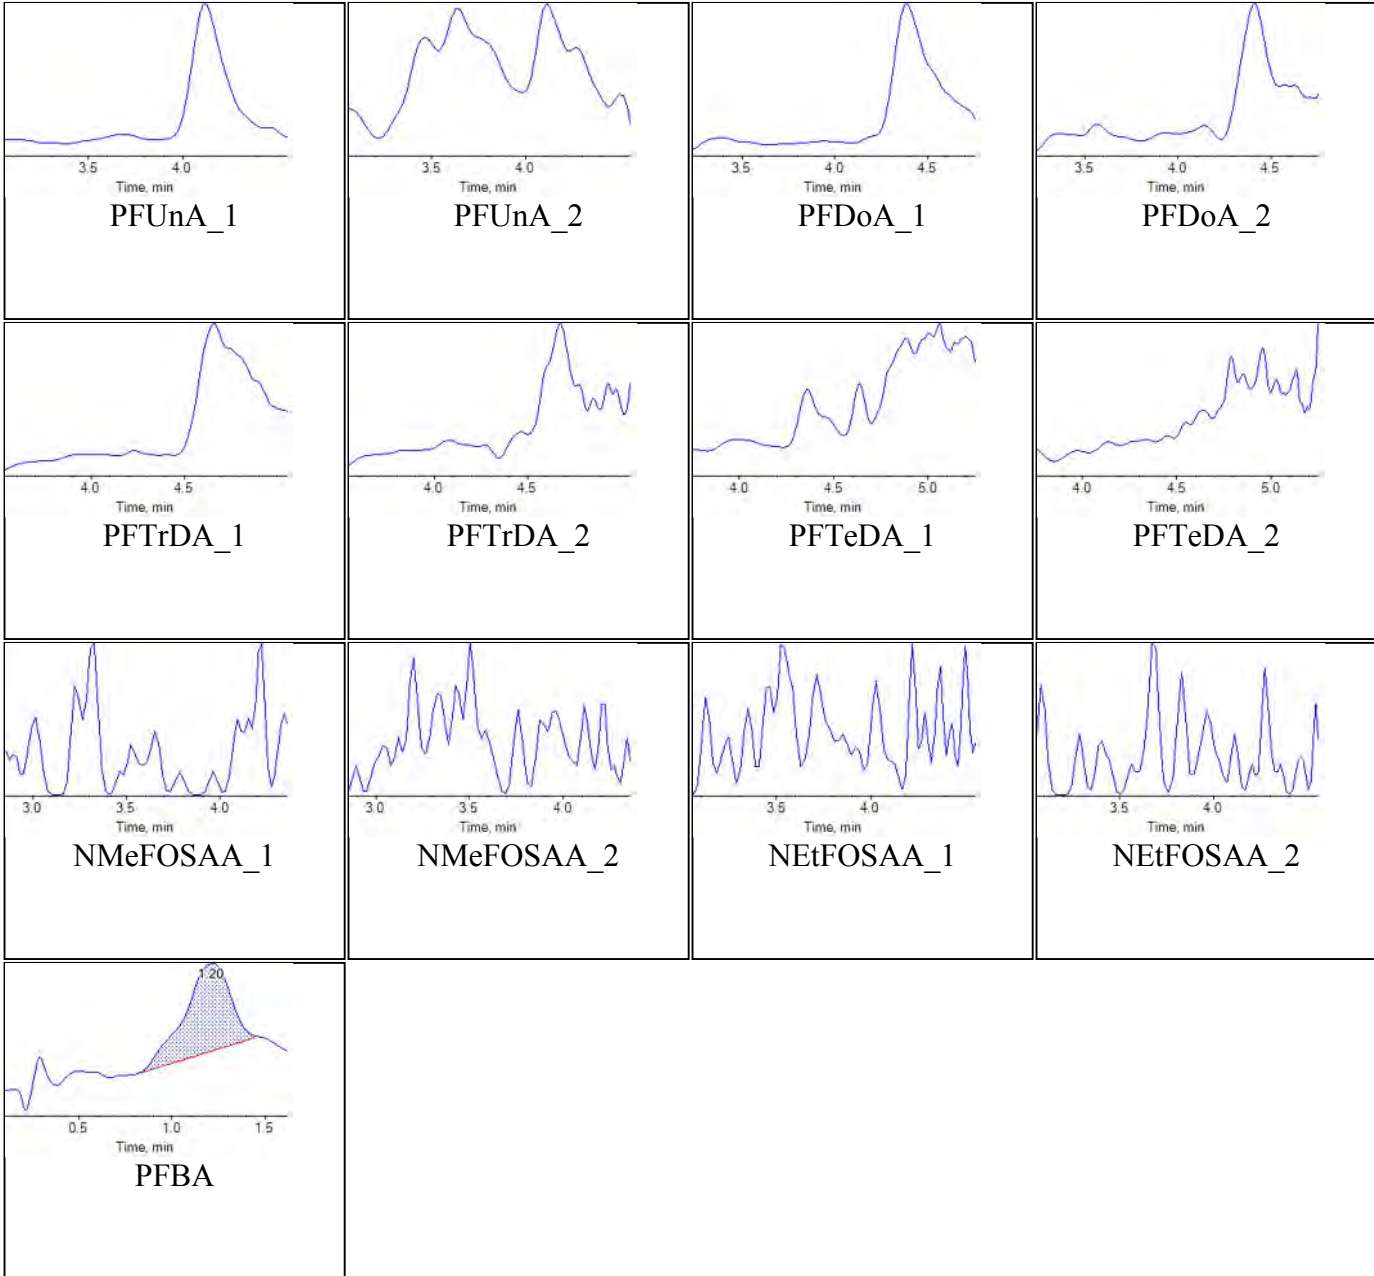 3.5 4.0
Time, min
PFUnA_1
3.5 4.0
Time, min
PFUnA_2
3.5 4.0 4.5
Time, min
PFDoA_1
3.5 4.0 4.5
Time, min
PFDoA_2
4.0 4.5
Time, min
PFTrDA_1
4.0 4.5
Time, min
PFTrDA_2
4.0 4.5 5.0
Time, min
PFTeDA_1
4.0 4.5 5.0
Time, min
PFTeDA_2
3.0 3.5 4.0
Time, min
NMeFOSAA_1
3.0 3.5 4.0
Time, min
NMeFOSAA_2
3.5 4.0
Time, min
NEtFOSAA_1
3.5 4.0
Time, min
NEtFOSAA_2
1.20
0.5 1.0 1.5
Time, min
PFBA